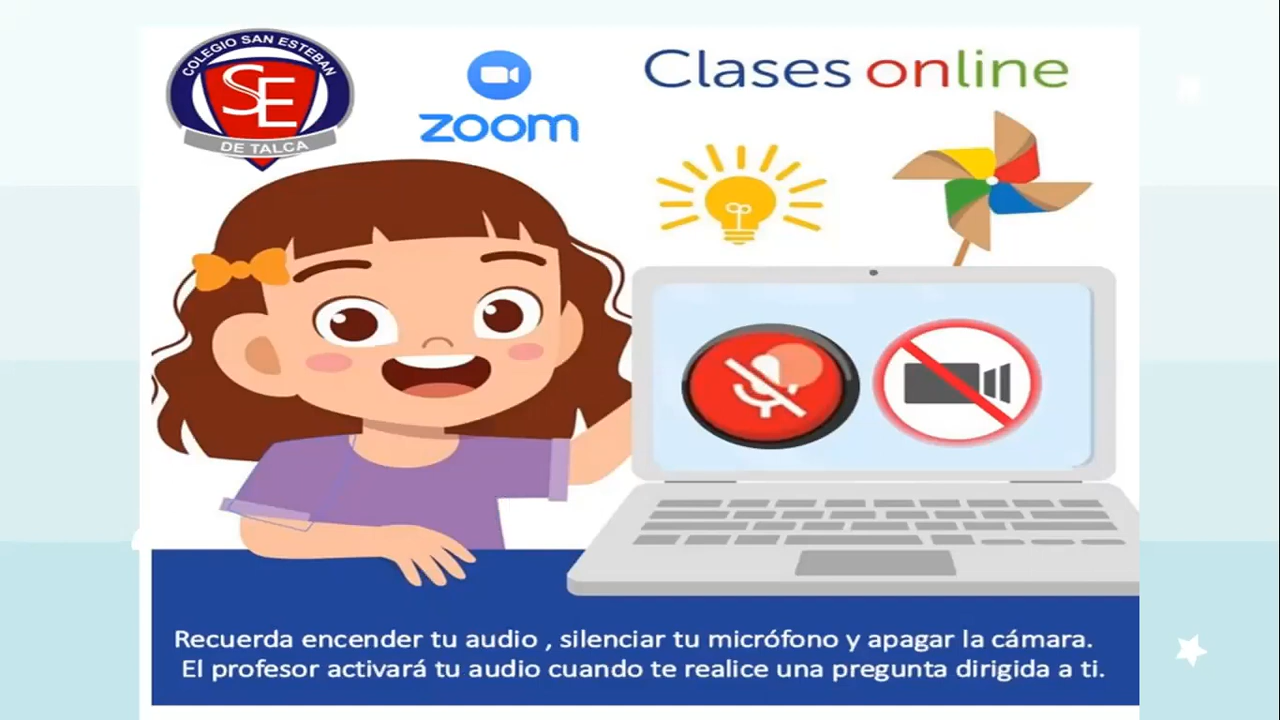 COLEGIO SAN ESTEBAN
SE
DE TALCA
zoom
Clases online
Recuerda encender tu audio , silenciar tu micrófono y apagar la cámara.
El profesor activará tu audio cuando te realice una pregunta dirigida a ti.